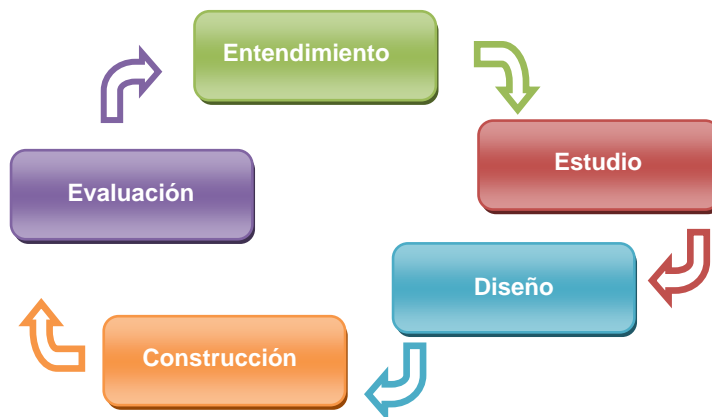 Entendimiento
Estudio
Diseño
Construcción
Evaluación